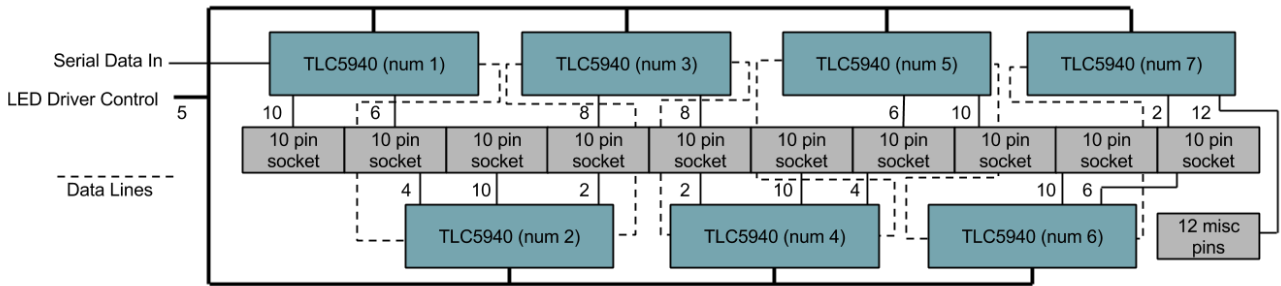 Serial Data In
TLC5940 (num 1)
TLC5940 (num 3)
TLC5940 (num 5)
TLC5940 (num 7)
LED Driver Control
5
10
6
8
8
6
10
2
12
10 pin
socket
10 pin
socket
10 pin
socket
10 pin
socket
10 pin
socket
10 pin
socket
10 pin
socket
10 pin
socket
10 pin
socket
10 pin
socket
Data Lines
4
10
2
2
10
4
10
6
TLC5940 (num 2)
TLC5940 (num 4)
TLC5940 (num 6)
12 misc
pins